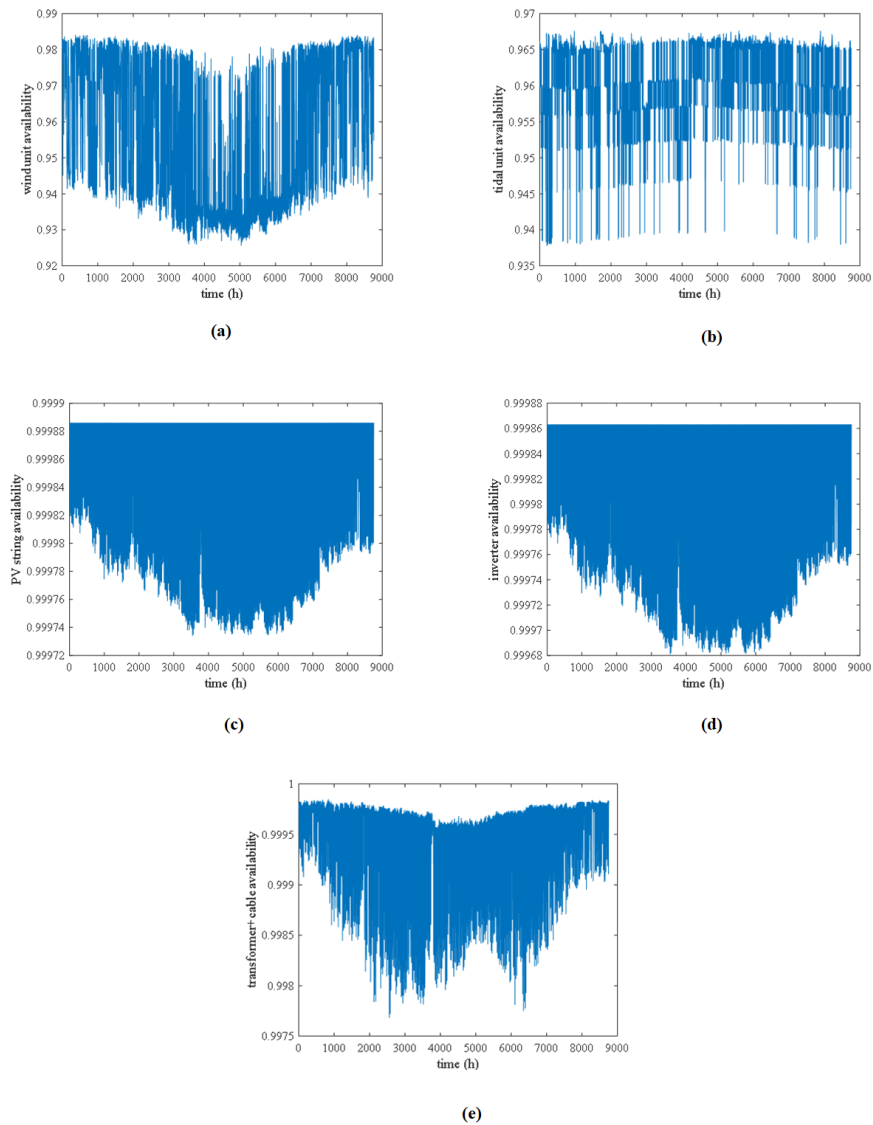 0.99
0.98
0.97
0.96
0.95
0.94
0.93
0.92
wind unit availability
0 1000 2000 3000 4000 5000 6000 7000 8000 9000
time (h)
(a)
0.97
0.965
0.96
0.955
0.95
0.945
0.94
0.935
tidal unit availability
0 1000 2000 3000 4000 5000 6000 7000 8000 9000
time (h)
(b)
0.9999
0.99988
0.99986
0.99984
0.99982
0.9998
0.99978
0.99976
0.99974
0.99972
PV string availability
0 1000 2000 3000 4000 5000 6000 7000 8000 9000
time (h)
(c)
0.99988
0.99986
0.99984
0.99982
0.9998
0.99978
0.99976
0.99974
0.99972
0.9997
0.99968
inverter availability
0 1000 2000 3000 4000 5000 6000 7000 8000 9000
time (h)
(d)
1
0.9995
0.999
0.9985
0.998
0.9975
transformer+ cable availability
0 1000 2000 3000 4000 5000 6000 7000 8000 9000
time (h)
(e)